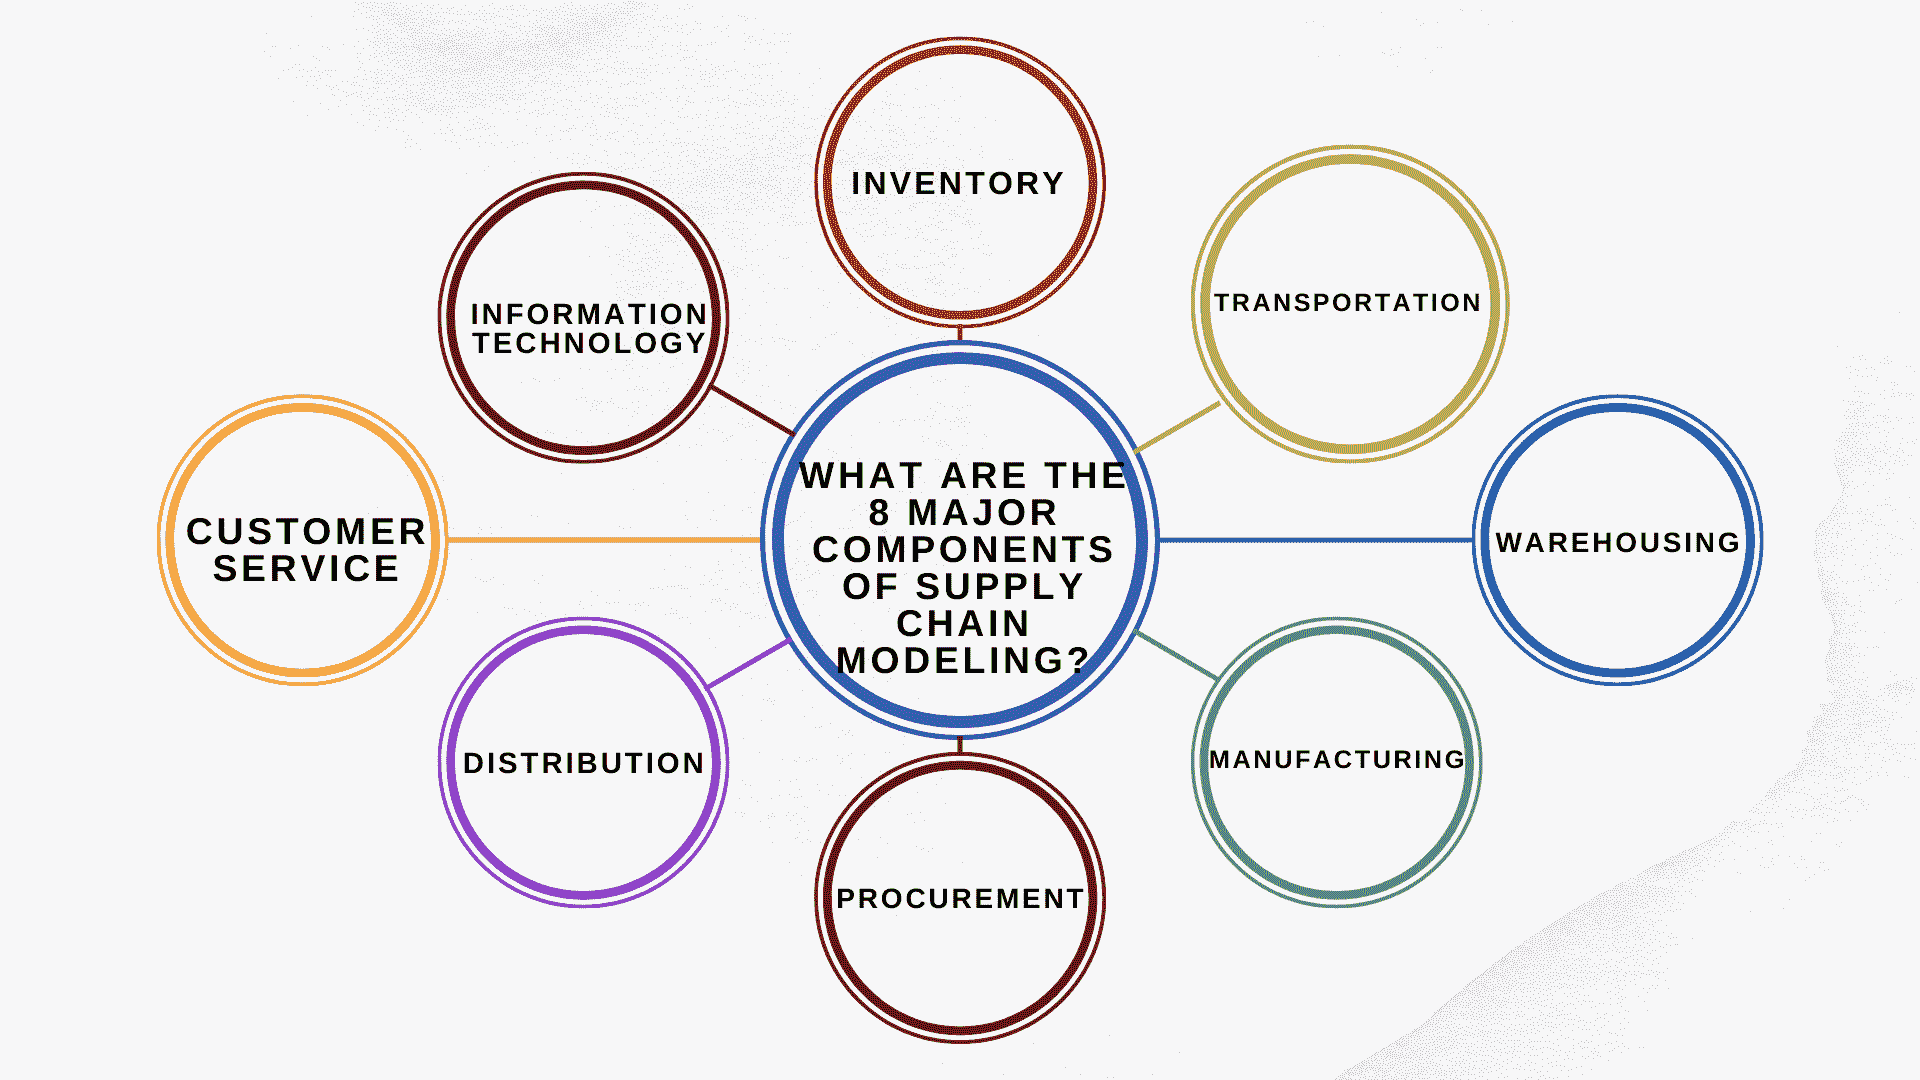 INVENTORY
TRANSPORTATION
INFORMATION
TECHNOLOGY
WHAT ARE THE
8 MAJOR
COMPONENTS
OF SUPPLY
CHAIN
MODELING?
CUSTOMER
SERVICE
WAREHOUSING
DISTRIBUTION
MANUFACTURING
PROCUREMENT